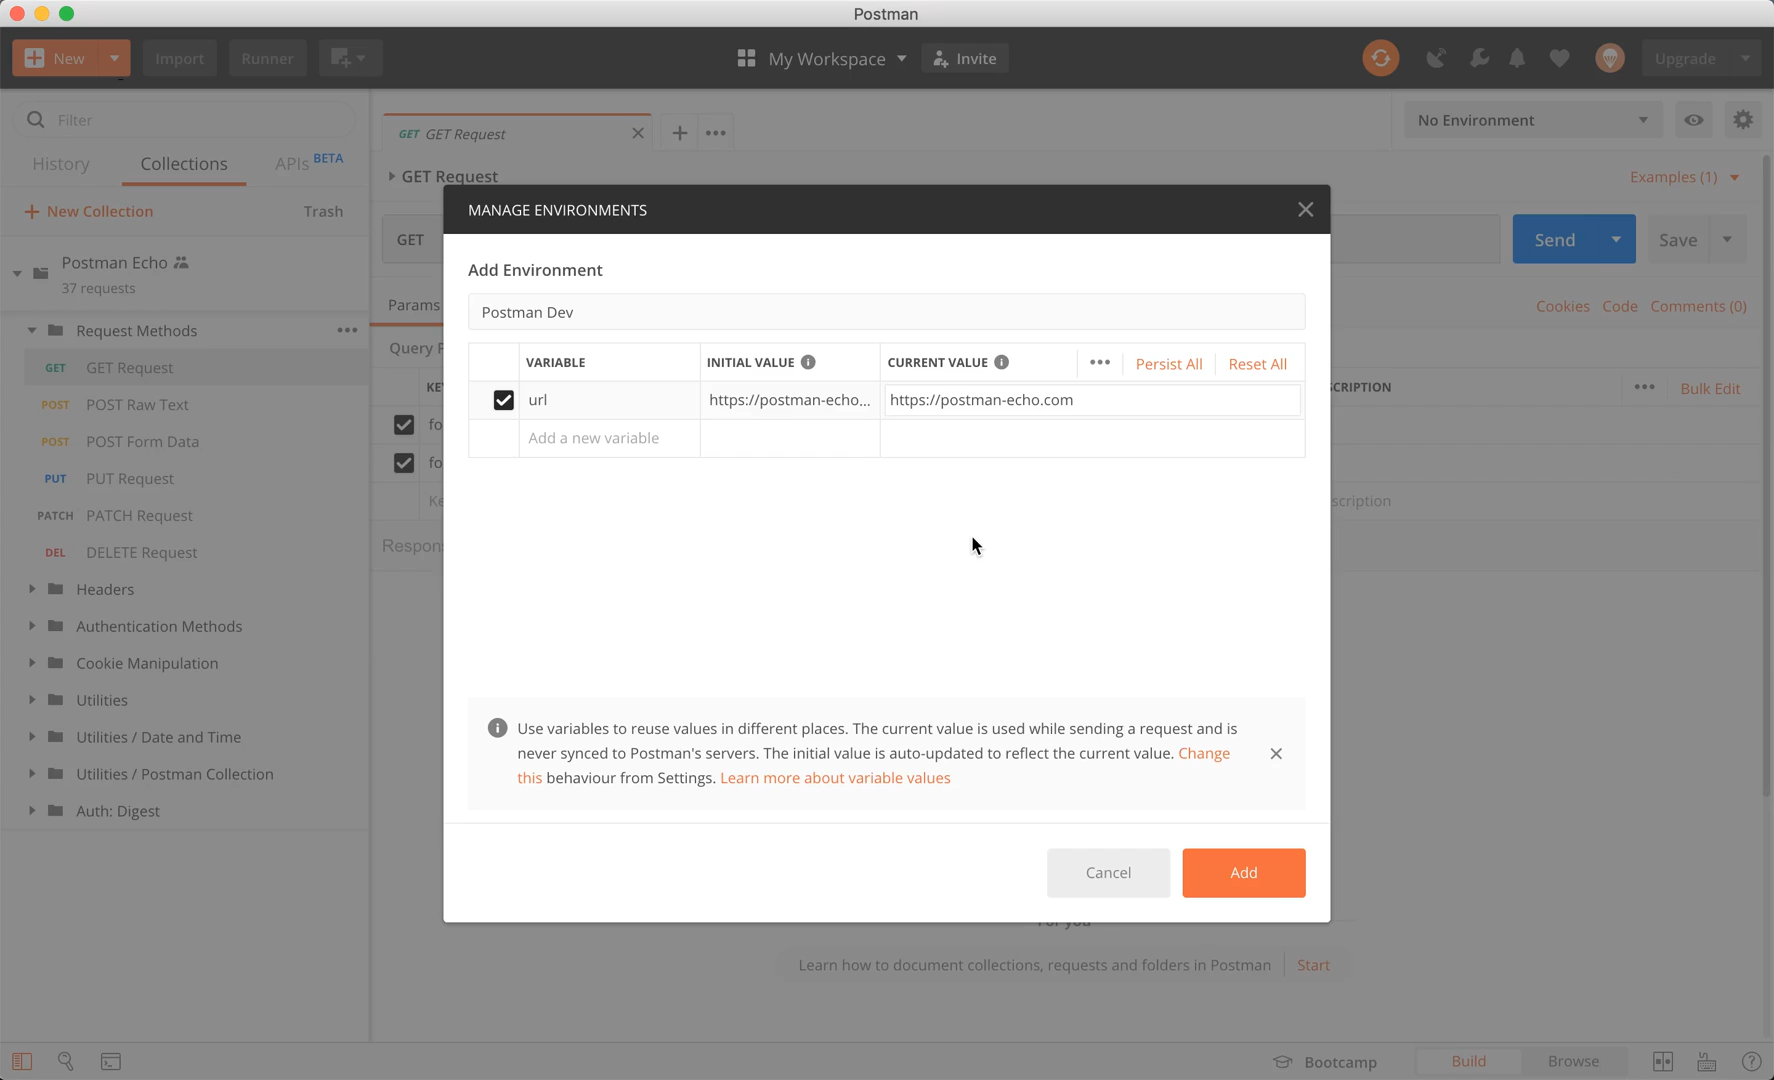 Postman
New
Import
Runner
My Workspace
Invite
Upgrade
Filter
GET GET Request
No Environment
History
Collections
APIs BETA
GET Request
Examples (1)
New Collection
Trash
MANAGE ENVIRONMENTS
GET
Send
Save
Postman Echo
37 requests
Add Environment
Params
Cookies
Code
Comments (0)
Postman Dev
Request Methods
Query
VARIABLE
INITIAL VALUE
CURRENT VALUE
Persist All
Reset All
GET GET Request
Bulk Edit
url
https://postman-echo...
https://postman-echo.com
POST POST Raw Text
Add a new variable
POST POST Form Data
PUT PUT Request
PATCH PATCH Request
DEL DELETE Request
Headers
Authentication Methods
Cookie Manipulation
Utilities
Utilities / Date and Time
Utilities / Postman Collection
Auth: Digest
Use variables to reuse values in different places. The current value is used while sending a request and is
never synced to Postman's servers. The initial value is auto-updated to reflect the current value. Change
this behaviour from Settings. Learn more about variable values
Cancel
Add
Learn how to document collections, requests and folders in Postman
Start
Bootcamp
Build
Browse